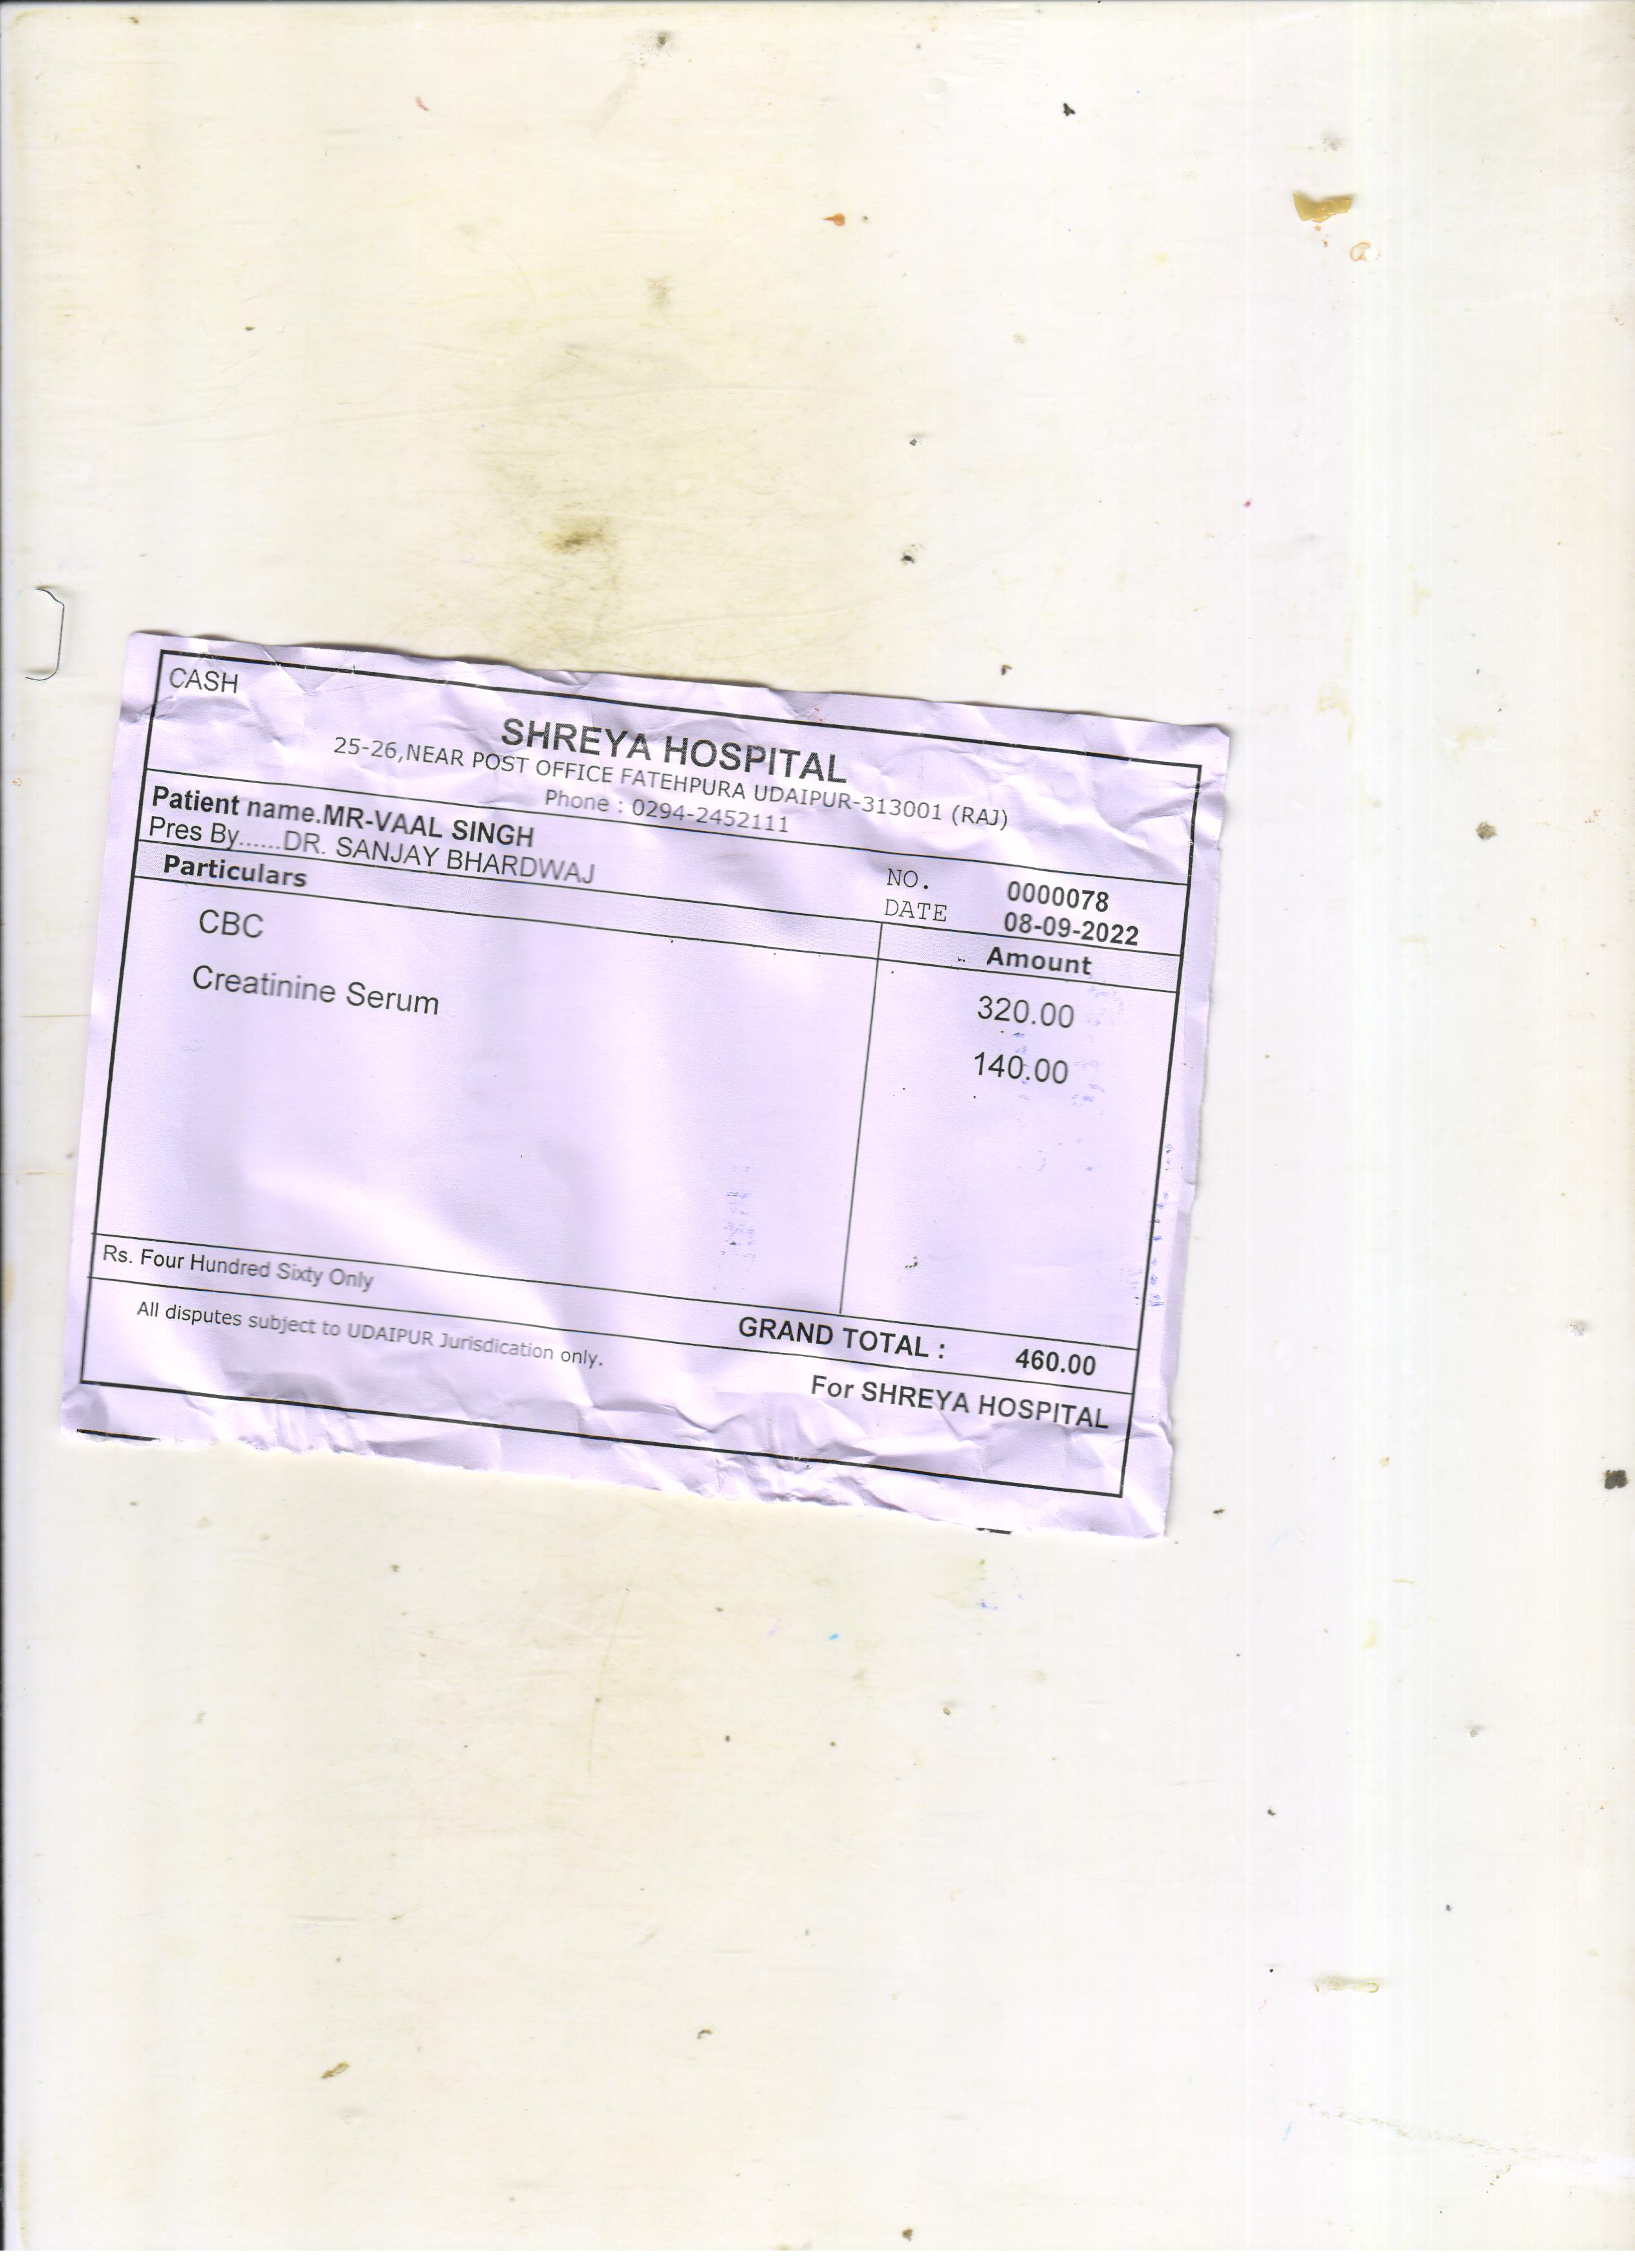 CASH
SHREYA HOSPITAL
25-26,NEAR POST OFFICE FATEHPURA UDAIPUR-313001 (RAJ)
Phone : 0294-2452111
Patient name.MR-VAAL SINGH
Pres By......DR. SANJAY BHARDWAJ
NO. 0000078
DATE 08-09-2022
Particulars Amount
CBC 320.00
Creatinine Serum 140.00
Rs. Four Hundred Sixty Only
GRAND TOTAL : 460.00
All disputes subject to UDAIPUR Jurisdication only.
For SHREYA HOSPITAL